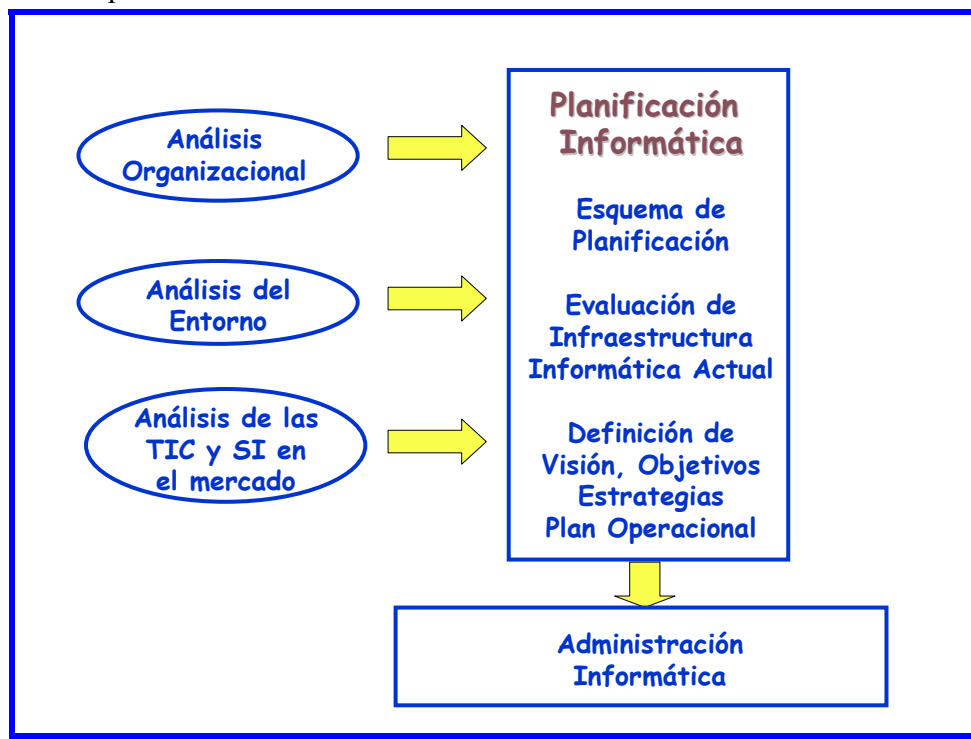 Análisis
Organizacional
Análisis del
Entorno
Análisis de las
TIC y SI en
el mercado
Planificación
Informática
Esquema de
Planificación
Evaluación de
Infraestructura
Informática Actual
Definición de
Visión, Objetivos
Estrategias
Plan Operacional
Administración
Informática